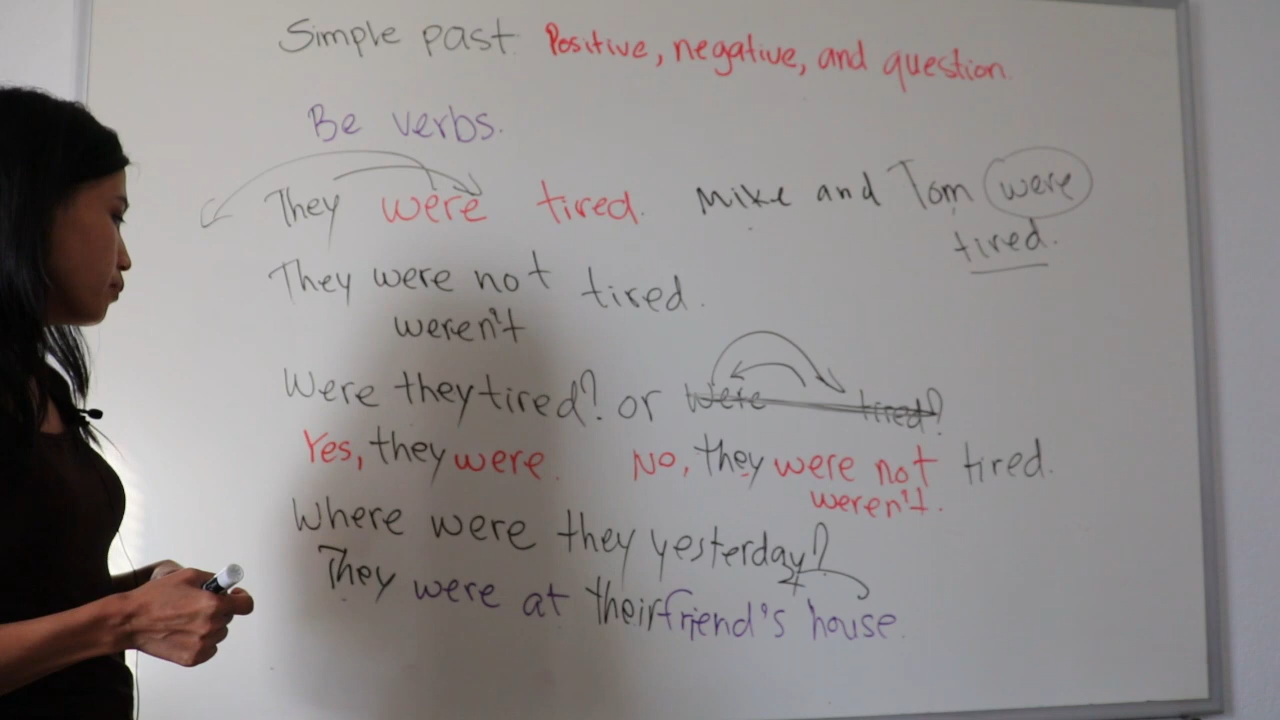 Simple past. Positive, negative, and question.
Be verbs.
They were tired. Mike and Tom were
tired.
They were not tired.
weren't
Were they tired? or were tired?
Yes, they were. No, they were not tired.
weren't.
Where were they yesterday?
They were at their friend's house.